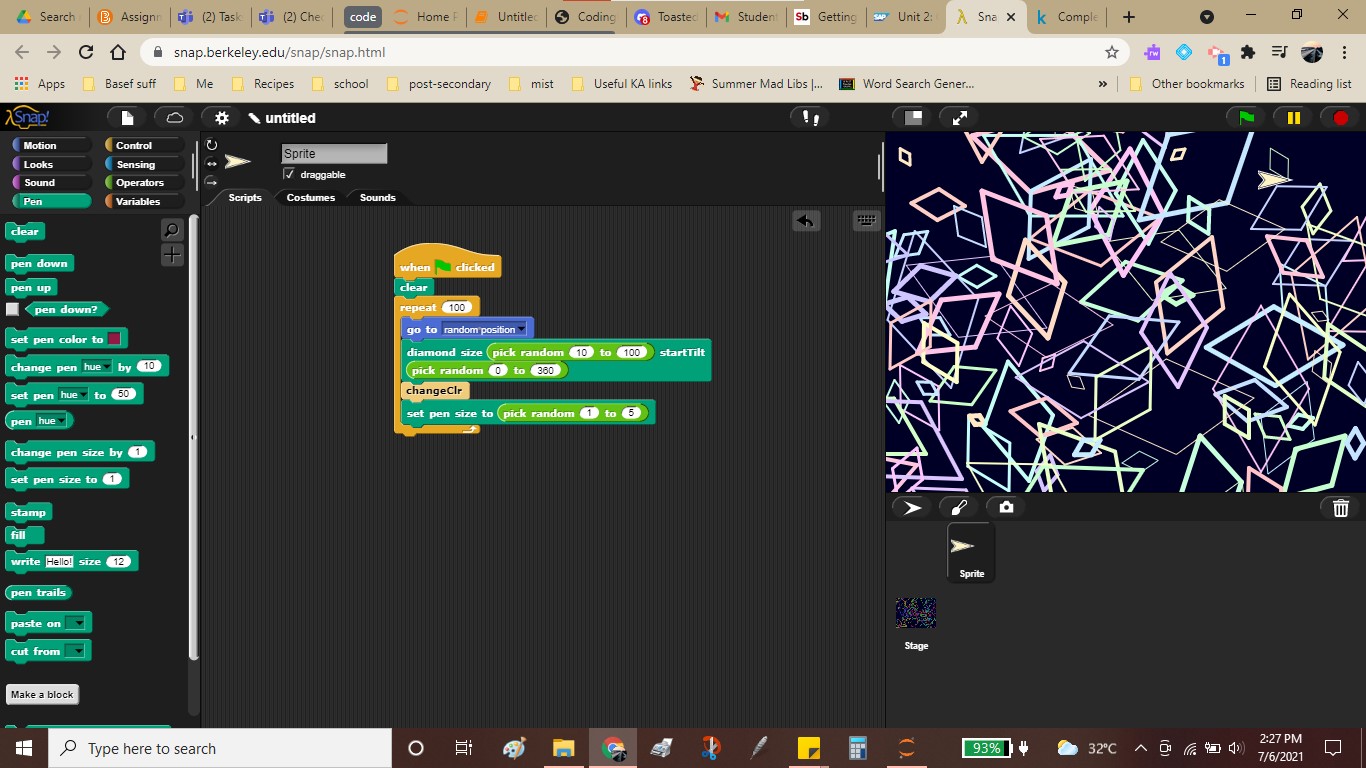 Search
Assignm
(2) Task
(2) Che
code
Home P
Untitled
Coding
Toasted
Student
Sb
Getting
SAP
Unit 2:
Sna
Comple
snap.berkeley.edu/snap/snap.html
rw
1
Apps
Basef suff
Me
Recipes
school
post-secondary
mist
Useful KA links
Summer Mad Libs |...
Word Search Gener...
»
Other bookmarks
Reading list
Snap!
untitled
Motion
Control
Looks
Sensing
Sound
Operators
Pen
Variables
Sprite
draggable
Scripts
Costumes
Sounds
clear
pen down
pen up
pen down?
set pen color to
change pen hue by 10
set pen hue to 50
pen hue
change pen size by 1
set pen size to 1
stamp
fill
write Hello! size 12
pen trails
paste on
cut from
Make a block
when clicked
clear
repeat 100
go to random position
diamond size pick random 10 to 100 startTilt
pick random 0 to 360
changeClr
set pen size to pick random 1 to 5
Sprite
Stage
Type here to search
93%
32°C
2:27 PM
7/6/2021